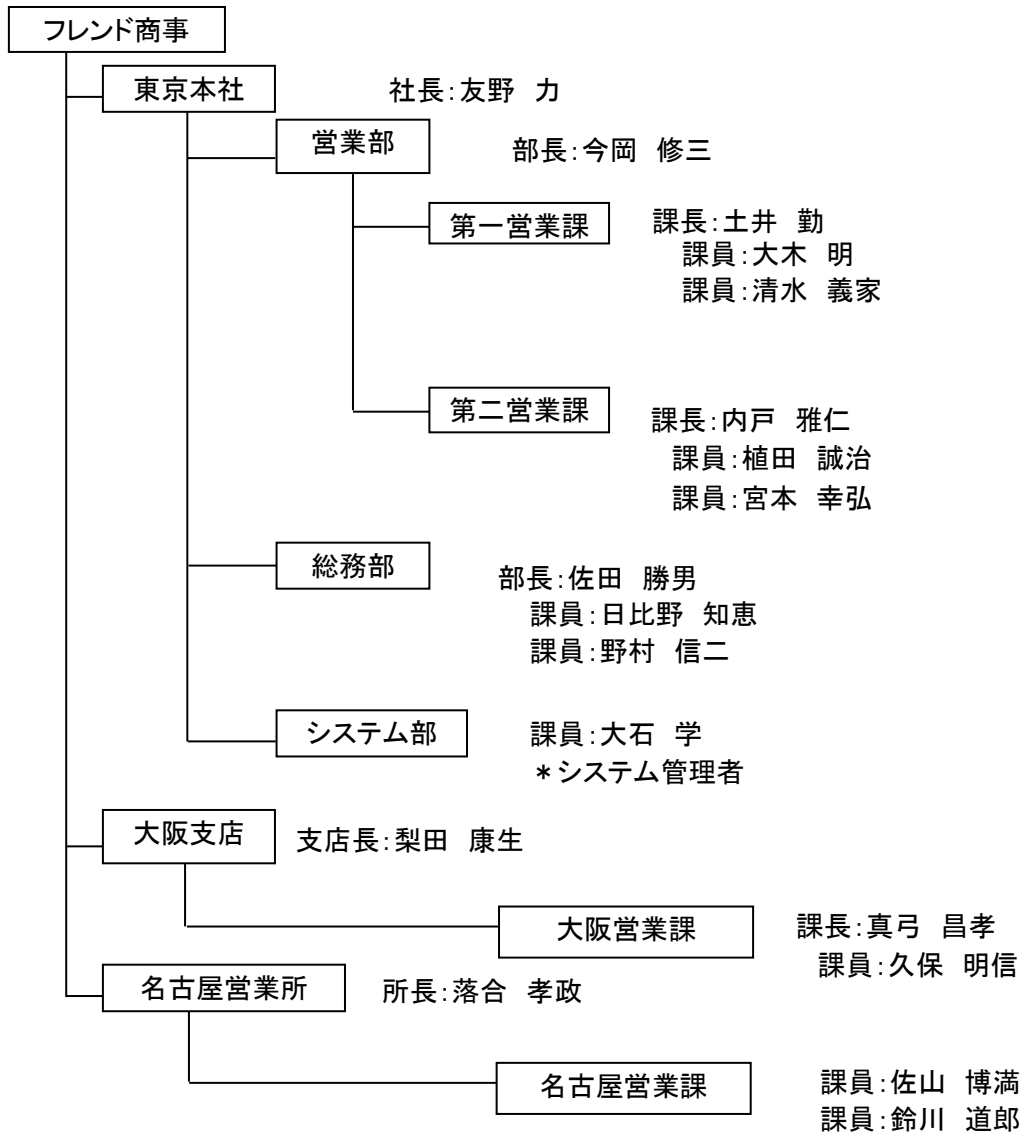 フレンド商事
東京本社 社長:友野 力
営業部 部長:今岡 修三
第一営業課 課長:土井 勤
課員:大木 明
課員:清水 義家
第二営業課 課長:内戸 雅仁
課員:植田 誠治
課員:宮本 幸弘
総務部 部長:佐田 勝男
課員:日比野 知恵
課員:野村 信二
システム部 課員:大石 学
*システム管理者
大阪支店 支店長:梨田 康生
大阪営業課 課長:真弓 昌孝
課員:久保 明信
名古屋営業所 所長:落合 孝政
名古屋営業課 課員:佐山 博満
課員:鈴川 道郎